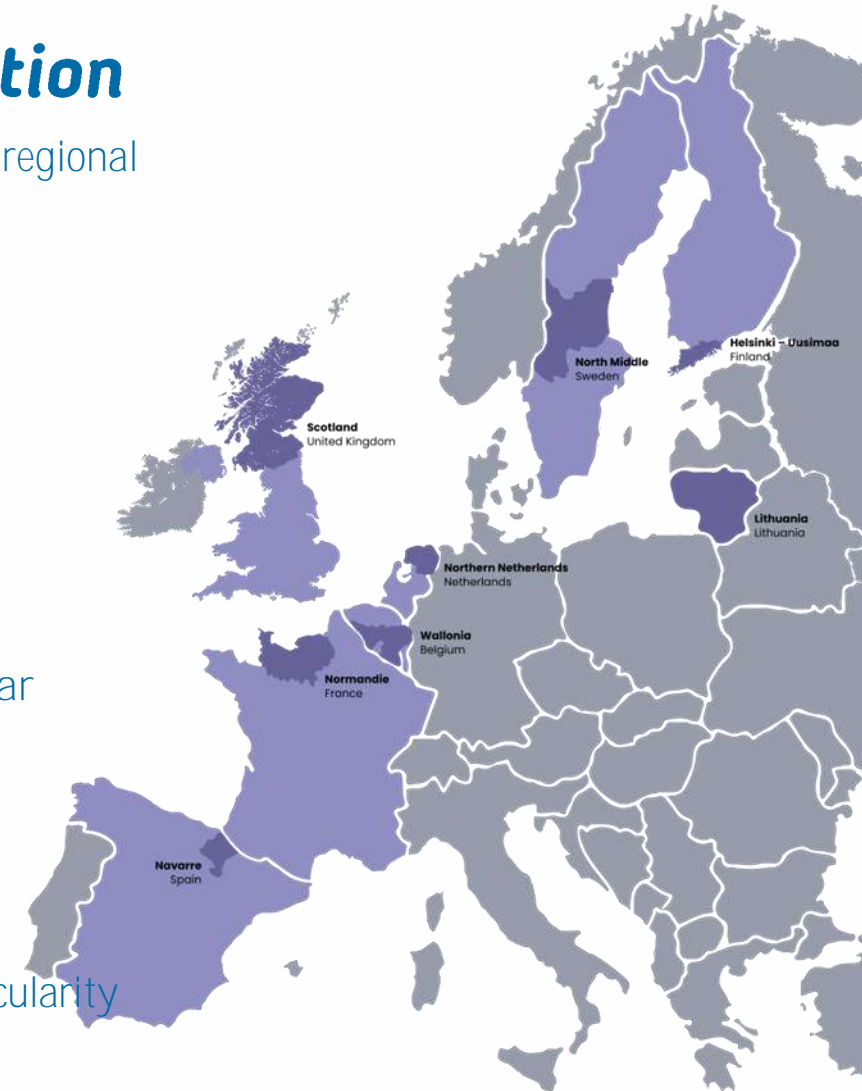 tion
regional
Helsinki – Uusimaa
Finland
North Middle
Sweden
Scotland
United Kingdom
Lithuania
Lithuania
Northern Netherlands
Netherlands
Wallonia
Belgium
Normandie
France
ar
Navarre
Spain
cularity